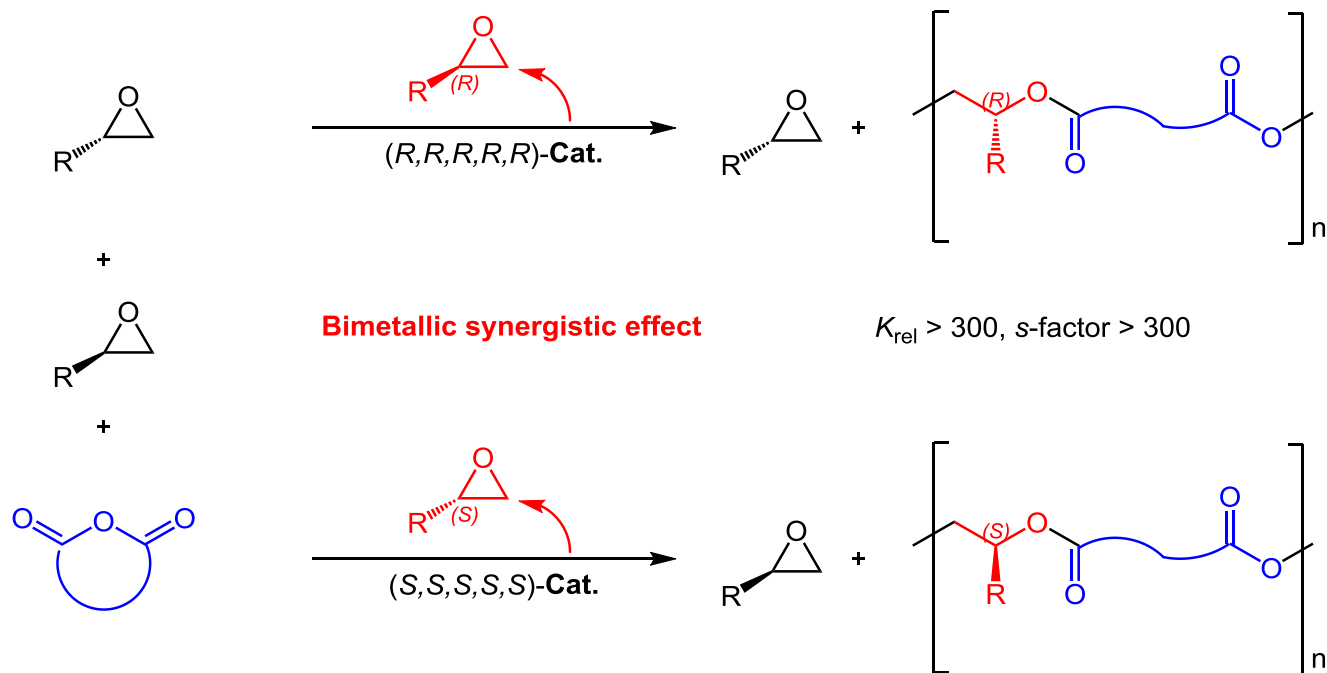 O
R
(R)
(R,R,R,R,R)-Cat.
O
R
+
O
R
+
O
O
O
O
R
+
(R)
O
R
O
O
O
n
Bimetallic synergistic effect
Krel > 300, s-factor > 300
O
R
(S)
(S,S,S,S,S)-Cat.
O
R
+
(S)
O
R
O
O
O
n